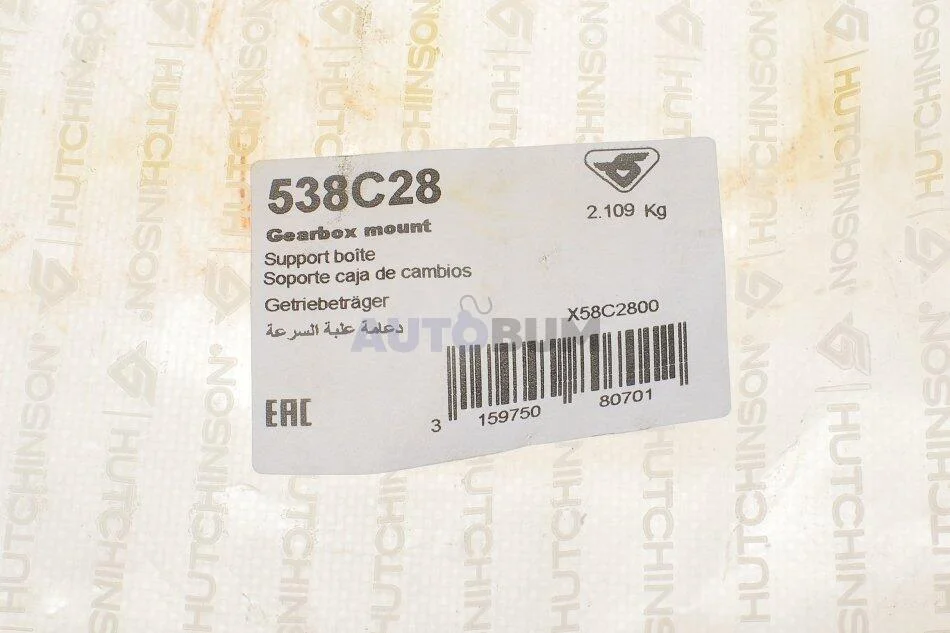 538C28
2.109 Kg
Gearbox mount
Support boîte
Soporte caja de cambios
Getriebeträger
دعامة علبة السرعة
X58C2800
AUTOBUM
EAC
3 159750 80701
HUTCHINSON